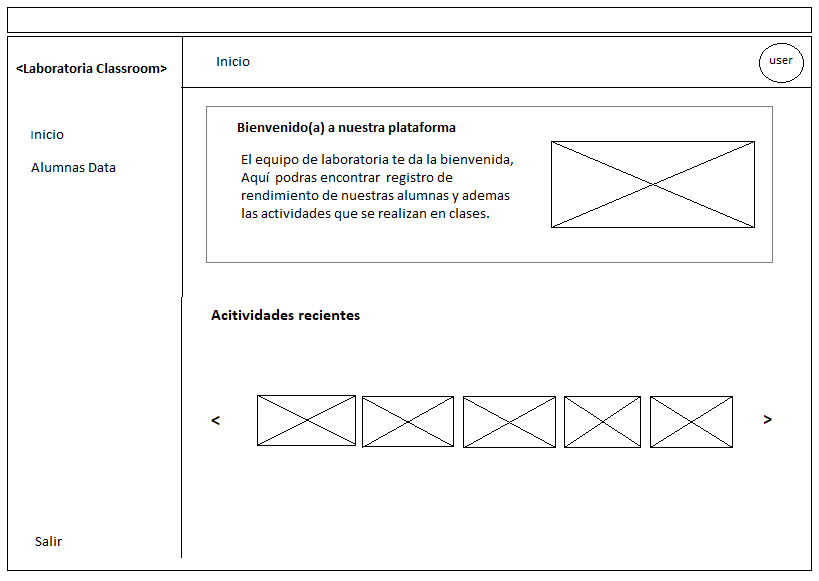 <Laboratoria Classroom>
Inicio
user
Inicio
Alumnas Data
Bienvenido(a) a nuestra plataforma
El equipo de laboratoria te da la bienvenida,
Aquí podras encontrar registro de
rendimiento de nuestras alumnas y ademas
las actividades que se realizan en clases.
Acitividades recientes
<
>
Salir